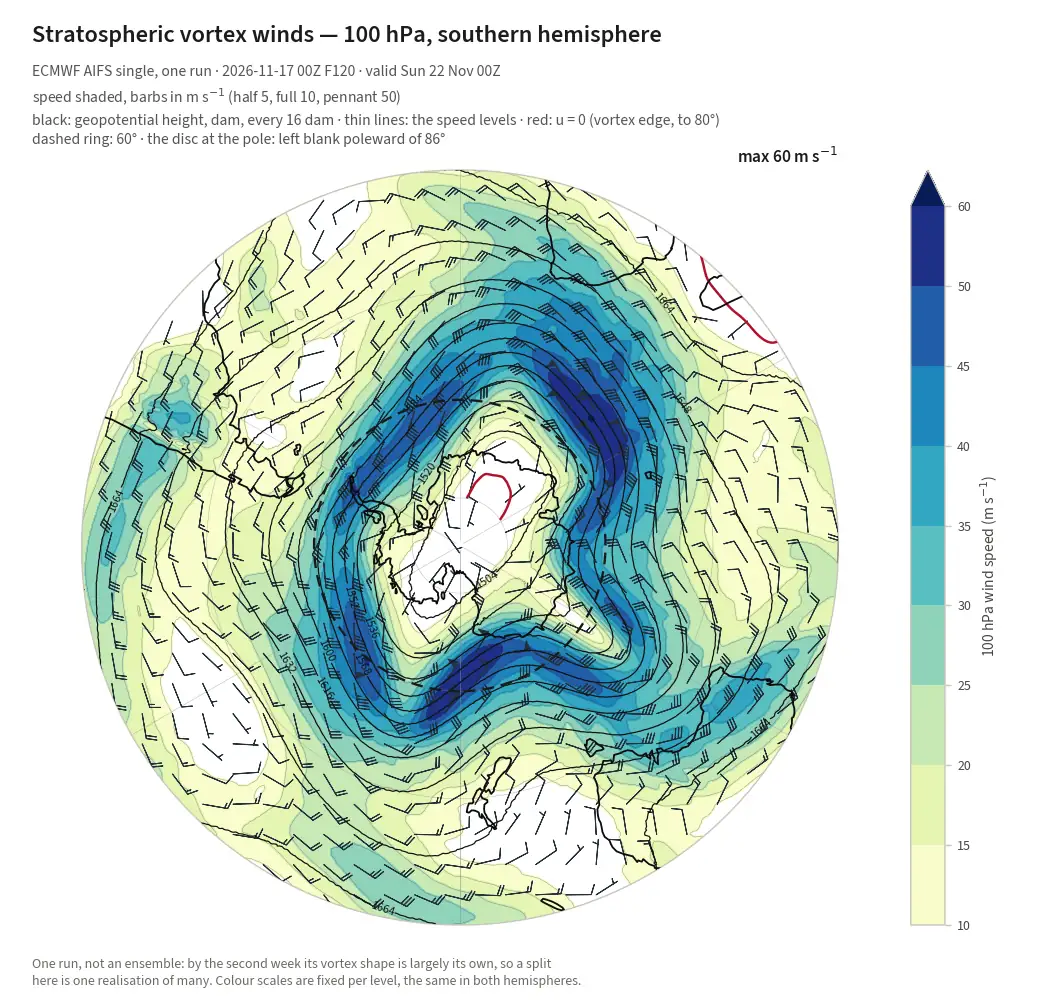 Stratospheric vortex winds — 100 hPa, southern hemisphere
ECMWF AIFS single, one run · 2026-11-17 00Z F120 · valid Sun 22 Nov 00Z
speed shaded, barbs in m s⁻¹ (half 5, full 10, pennant 50)
black: geopotential height, dam, every 16 dam · thin lines: the speed levels · red: u = 0 (vortex edge, to 80°)
dashed ring: 60° · the disc at the pole: left blank poleward of 86°
max 60 m s⁻¹
60
50
45
40
35
30
25
20
15
10
100 hPa wind speed (m s⁻¹)
1664
1520
1664
1504
1632
1600
1616
1664
One run, not an ensemble: by the second week its vortex shape is largely its own, so a split
here is one realisation of many. Colour scales are fixed per level, the same in both hemispheres.